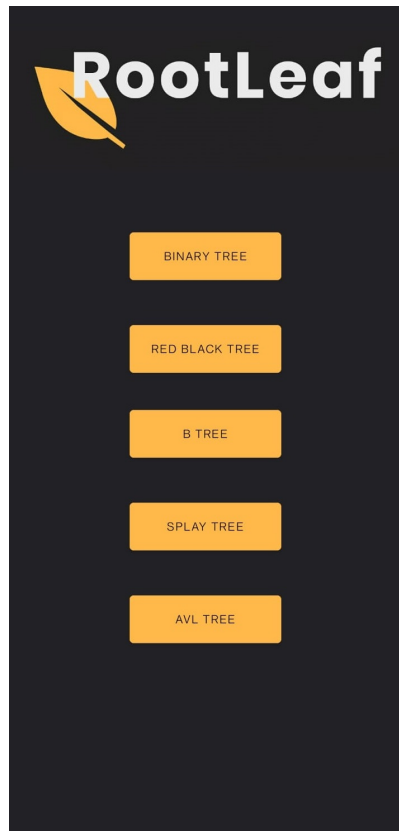 RootLeaf
BINARY TREE
RED BLACK TREE
B TREE
SPLAY TREE
AVL TREE